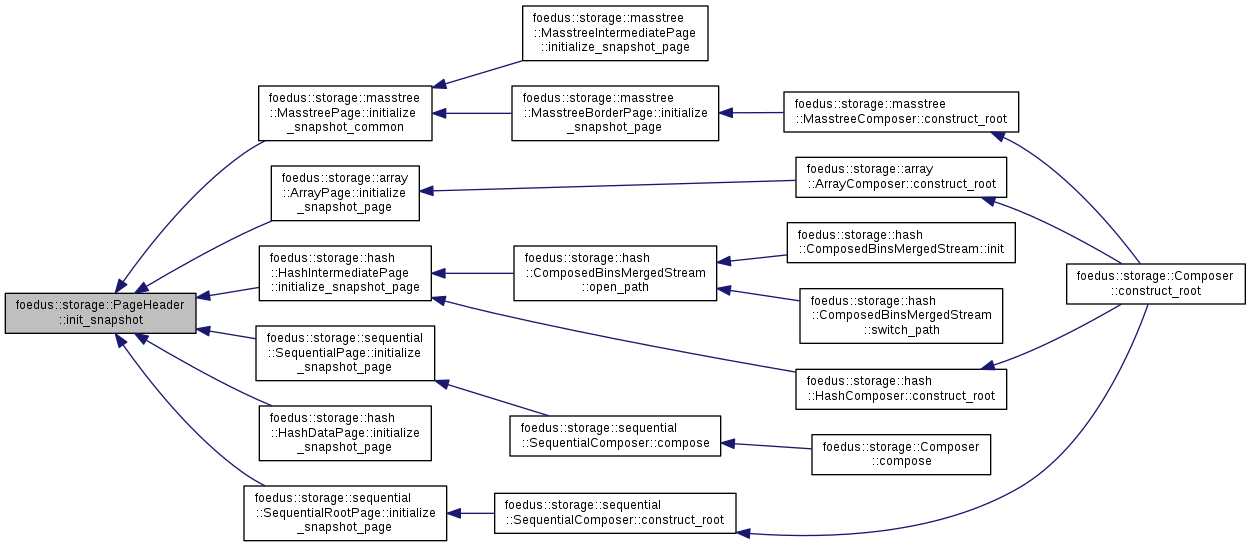 foedus::storage::masstree
::MasstreeIntermediatePage
::initialize_snapshot_page
foedus::storage::masstree
::MasstreePage::initialize
_snapshot_common
foedus::storage::masstree
::MasstreeBorderPage::initialize
_snapshot_page
foedus::storage::masstree
::MasstreeComposer::construct_root
foedus::storage::array
::ArrayPage::initialize
_snapshot_page
foedus::storage::array
::ArrayComposer::construct_root
foedus::storage::hash
::HashIntermediatePage
::initialize_snapshot_page
foedus::storage::hash
::ComposedBinsMergedStream
::open_path
foedus::storage::hash
::ComposedBinsMergedStream::init
foedus::storage::hash
::ComposedBinsMergedStream
::switch_path
foedus::storage::Composer
::construct_root
foedus::storage::PageHeader
::init_snapshot
foedus::storage::sequential
::SequentialPage::initialize
_snapshot_page
foedus::storage::hash
::HashComposer::construct_root
foedus::storage::hash
::HashDataPage::initialize
_snapshot_page
foedus::storage::sequential
::SequentialComposer::compose
foedus::storage::Composer
::compose
foedus::storage::sequential
::SequentialRootPage::initialize
_snapshot_page
foedus::storage::sequential
::SequentialComposer::construct_root